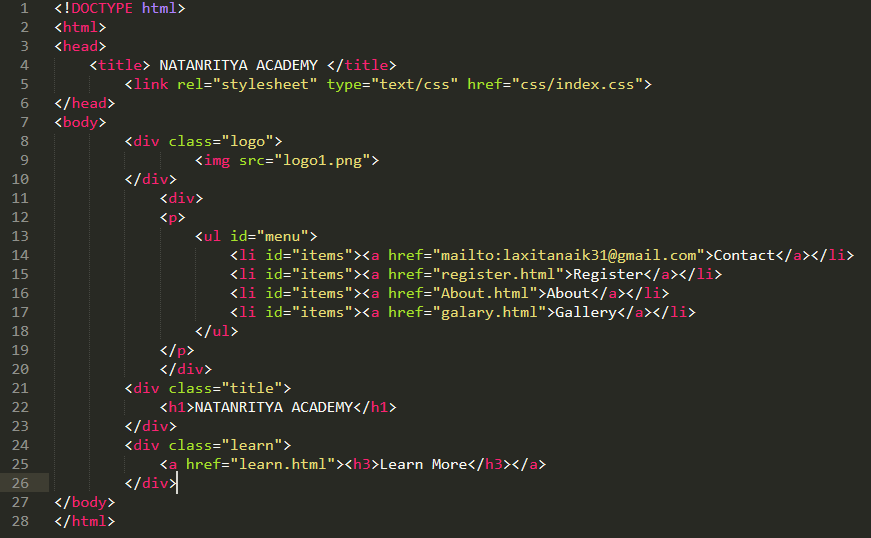 1 <!DOCTYPE html>
2 <html>
3 <head>
4 <title> NATANRITYA ACADEMY </title>
5 <link rel="stylesheet" type="text/css" href="css/index.css">
6 </head>
7 <body>
8 <div class="logo">
9 <img src="logo1.png">
10 </div>
11 <div>
12 <p>
13 <ul id="menu">
14 <li id="items"><a href="mailto:laxitanaik31@gmail.com">Contact</a></li>
15 <li id="items"><a href="register.html">Register</a></li>
16 <li id="items"><a href="About.html">About</a></li>
17 <li id="items"><a href="galary.html">Gallery</a></li>
18 </ul>
19 </p>
20 </div>
21 <div class="title">
22 <h1>NATANRITYA ACADEMY</h1>
23 </div>
24 <div class="learn">
25 <a href="learn.html"><h3>Learn More</h3></a>
26 </div>
27 </body>
28 </html>